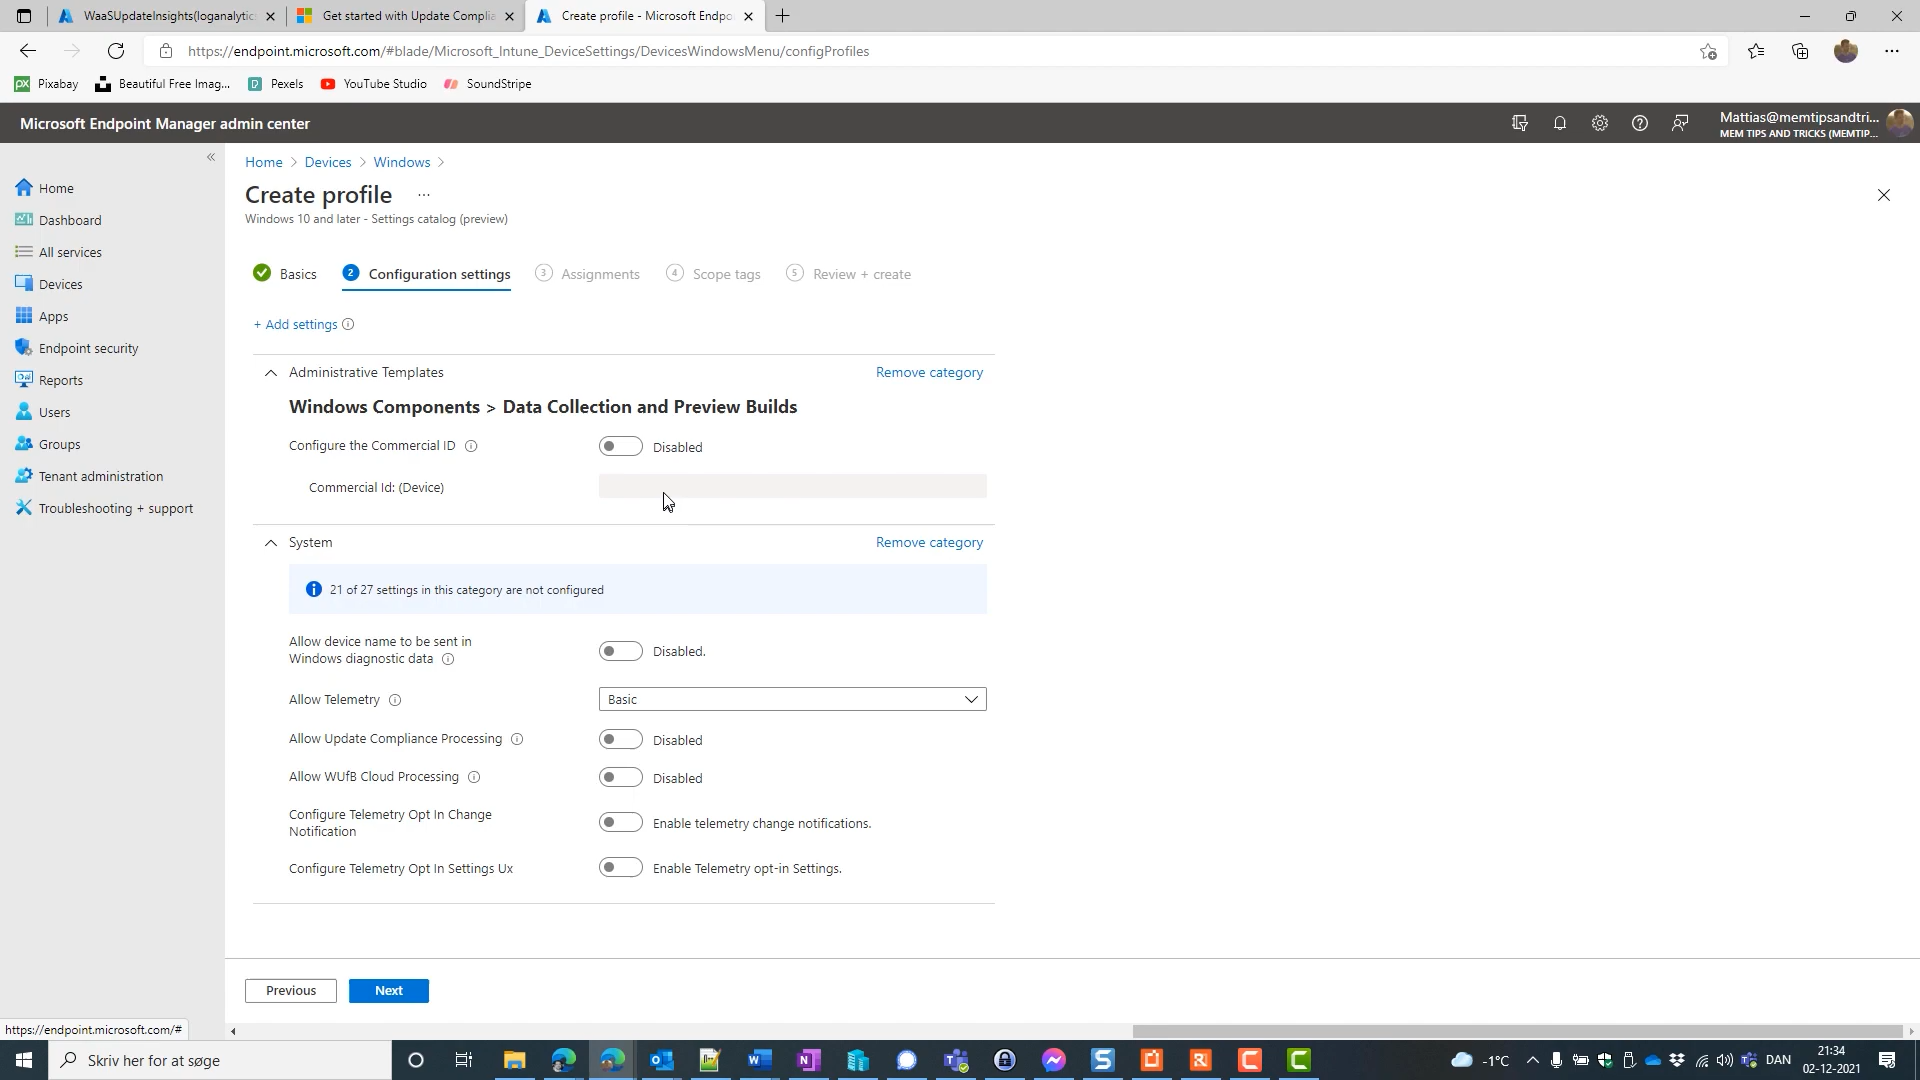 WaaSUpdateInsights(loganalytics
Get started with Update Complia
Create profile - Microsoft Endpo
https://endpoint.microsoft.com/#blade/Microsoft_Intune_DeviceSettings/DevicesWindowsMenu/configProfiles
px Pixabay
Beautiful Free Imag...
Pexels
YouTube Studio
SoundStripe
Microsoft Endpoint Manager admin center
Mattias@memtipsandtri...
MEM TIPS AND TRICKS (MEMTIP...
Home
Dashboard
All services
Devices
Apps
Endpoint security
Reports
Users
Groups
Tenant administration
Troubleshooting + support
Home > Devices > Windows >
Create profile ...
Windows 10 and later - Settings catalog (preview)
Basics
2 Configuration settings
3 Assignments
4 Scope tags
5 Review + create
+ Add settings
Administrative Templates
Remove category
Windows Components > Data Collection and Preview Builds
Configure the Commercial ID
Disabled
Commercial Id: (Device)
System
Remove category
21 of 27 settings in this category are not configured
Allow device name to be sent in
Windows diagnostic data
Disabled.
Allow Telemetry
Basic
Allow Update Compliance Processing
Disabled
Allow WUfB Cloud Processing
Disabled
Configure Telemetry Opt In Change
Notification
Enable telemetry change notifications.
Configure Telemetry Opt In Settings Ux
Enable Telemetry opt-in Settings.
Previous
Next
https://endpoint.microsoft.com/#
Skriv her for at søge
-1°C
DAN
21:34
02-12-2021